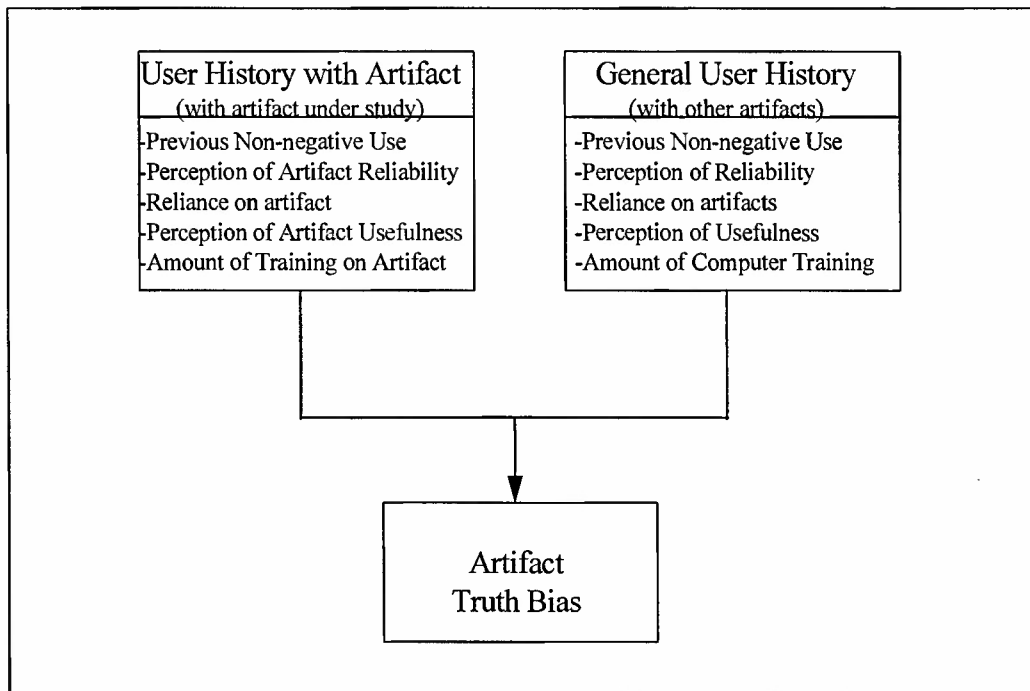 User History with Artifact
(with artifact under study)
-Previous Non-negative Use
-Perception of Artifact Reliability
-Reliance on artifact
-Perception of Artifact Usefulness
-Amount of Training on Artifact
General User History
(with other artifacts)
-Previous Non-negative Use
-Perception of Reliability
-Reliance on artifacts
-Perception of Usefulness
-Amount of Computer Training
Artifact
Truth Bias